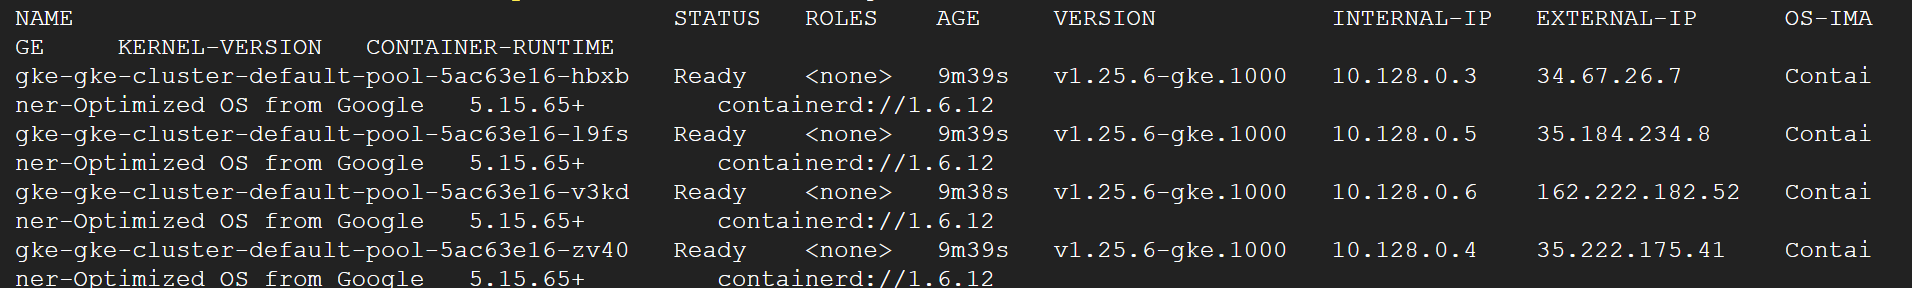 NAME STATUS ROLES AGE VERSION INTERNAL-IP EXTERNAL-IP OS-IMA
GE KERNEL-VERSION CONTAINER-RUNTIME
gke-gke-cluster-default-pool-5ac63e16-hbxb Ready <none> 9m39s v1.25.6-gke.1000 10.128.0.3 34.67.26.7 Contai
ner-Optimized OS from Google 5.15.65+ containerd://1.6.12
gke-gke-cluster-default-pool-5ac63e16-l9fs Ready <none> 9m39s v1.25.6-gke.1000 10.128.0.5 35.184.234.8 Contai
ner-Optimized OS from Google 5.15.65+ containerd://1.6.12
gke-gke-cluster-default-pool-5ac63e16-v3kd Ready <none> 9m38s v1.25.6-gke.1000 10.128.0.6 162.222.182.52 Contai
ner-Optimized OS from Google 5.15.65+ containerd://1.6.12
gke-gke-cluster-default-pool-5ac63e16-zv40 Ready <none> 9m39s v1.25.6-gke.1000 10.128.0.4 35.222.175.41 Contai
ner-Optimized OS from Google 5.15.65+ containerd://1.6.12